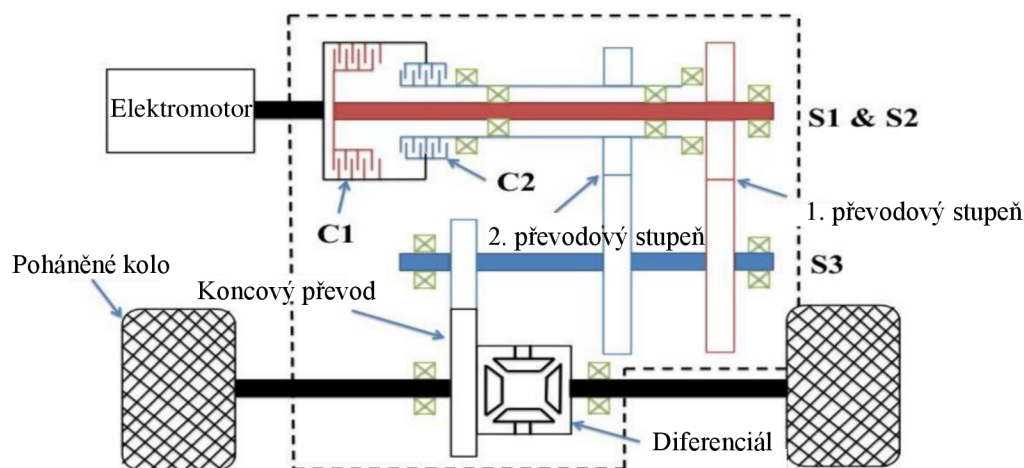 Elektromotor
S1 & S2
C2
C1
1. převodový stupeň
2. převodový stupeň
Poháněné kolo
S3
Koncový převod
Diferenciál